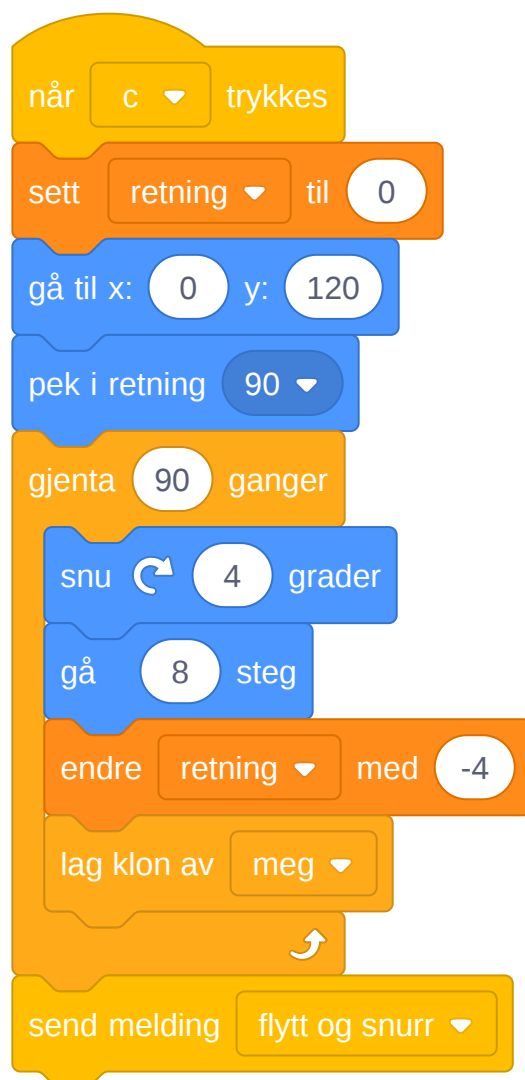 når c trykkes
sett retning til 0
gå til x: 0 y: 120
pek i retning 90
gjenta 90 ganger
snu 4 grader
gå 8 steg
endre retning med -4
lag klon av meg
send melding flytt og snurr